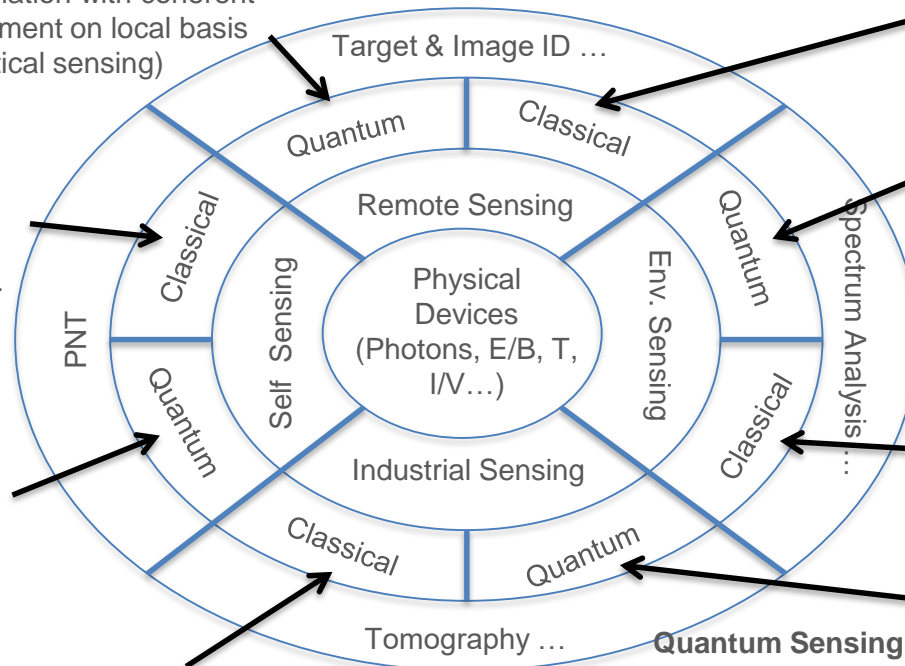 ment on local basis
tical sensing)
Target & Image ID …
Quantum
Classical
Classical
Remote Sensing
Quantum
Spectrum Analysis …
PNT
Self Sensing
Physical
Devices
(Photons, E/B, T,
I/V…)
Env. Sensing
Quantum
Industrial Sensing
Classical
Classical
Quantum
Tomography …
Quantum Sensing